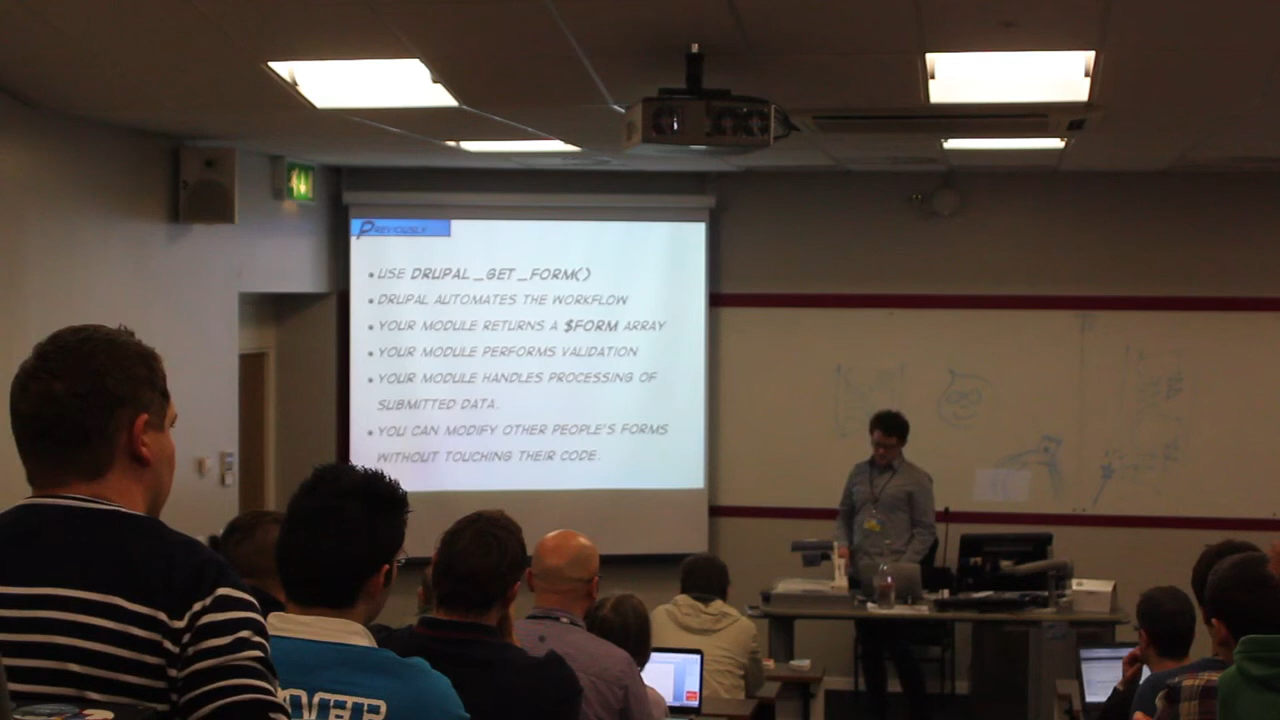 PREVIOUSLY
• USE DRUPAL_GET_FORM()
• DRUPAL AUTOMATES THE WORKFLOW
• YOUR MODULE RETURNS A $FORM ARRAY
• YOUR MODULE PERFORMS VALIDATION
• YOUR MODULE HANDLES PROCESSING OF
SUBMITTED DATA.
• YOU CAN MODIFY OTHER PEOPLE'S FORMS
WITHOUT TOUCHING THEIR CODE.